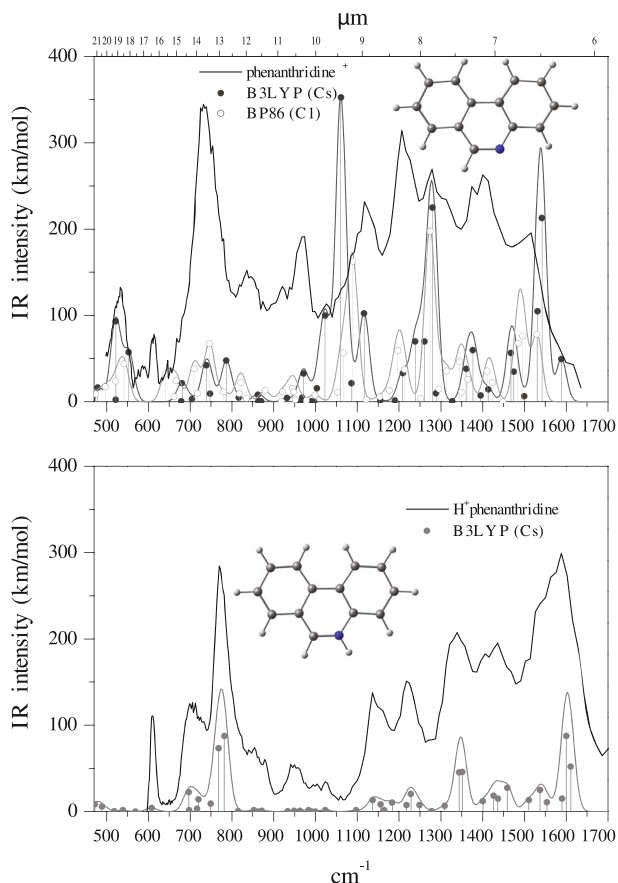 μm
21 20 19 18 17 16 15 14 13 12 11 10 9 8 7 6
400
phenanthridine +
B3LYP (Cs)
BP86 (C1)
300
200
100
0
IR intensity (km/mol)
500 600 700 800 900 1000 1100 1200 1300 1400 1500 1600 1700
400
H+phenanthridine
B3LYP (Cs)
300
200
100
0
IR intensity (km/mol)
500 600 700 800 900 1000 1100 1200 1300 1400 1500 1600 1700
cm-1